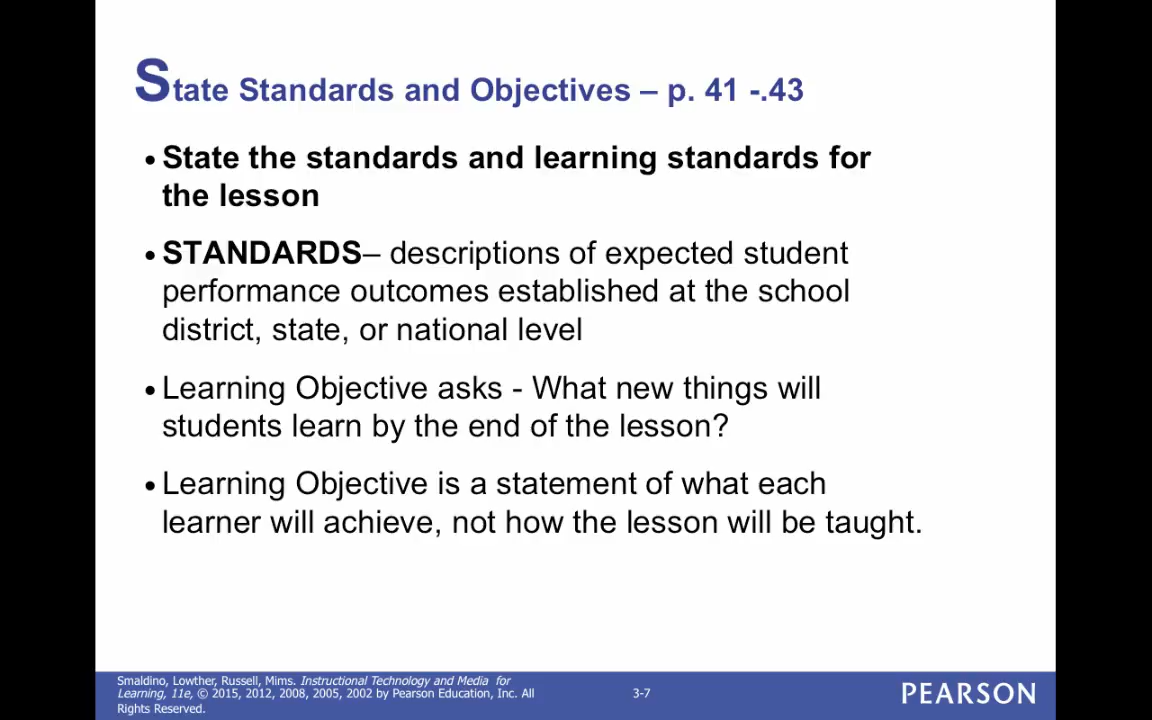 State Standards and Objectives – p. 41 -.43
• State the standards and learning standards for
the lesson
• STANDARDS– descriptions of expected student
performance outcomes established at the school
district, state, or national level
• Learning Objective asks - What new things will
students learn by the end of the lesson?
• Learning Objective is a statement of what each
learner will achieve, not how the lesson will be taught.
Smaldino, Lowther, Russell, Mims. Instructional Technology and Media for
Learning, 11e, © 2015, 2012, 2008, 2005, 2002 by Pearson Education, Inc. All
Rights Reserved.
3-7
PEARSON